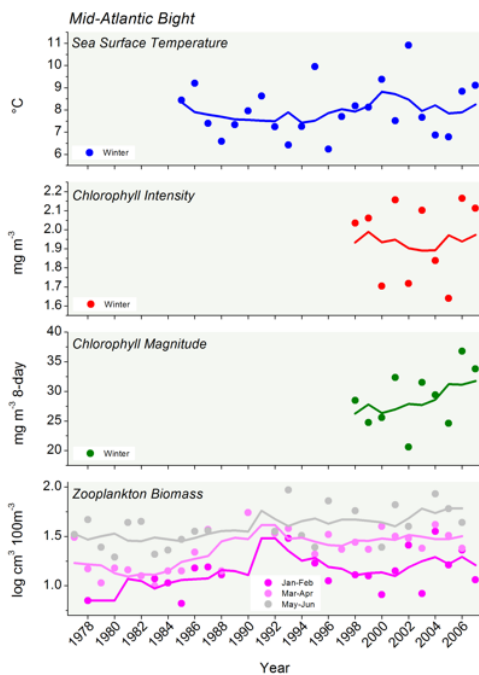 Mid-Atlantic Bight
Sea Surface Temperature
11
10
9
8
7
6
°C
Winter
Chlorophyll Intensity
2.2
2.1
2.0
1.9
1.8
1.7
1.6
mg m-3
Winter
Chlorophyll Magnitude
40
35
30
25
20
mg m-3 8-day
Winter
Zooplankton Biomass
2.0
1.5
1.0
log cm3 100m-3
Jan-Feb
Mar-Apr
May-Jun
1978 1980 1982 1984 1986 1988 1990 1992 1994 1996 1998 2000 2002 2004 2006
Year